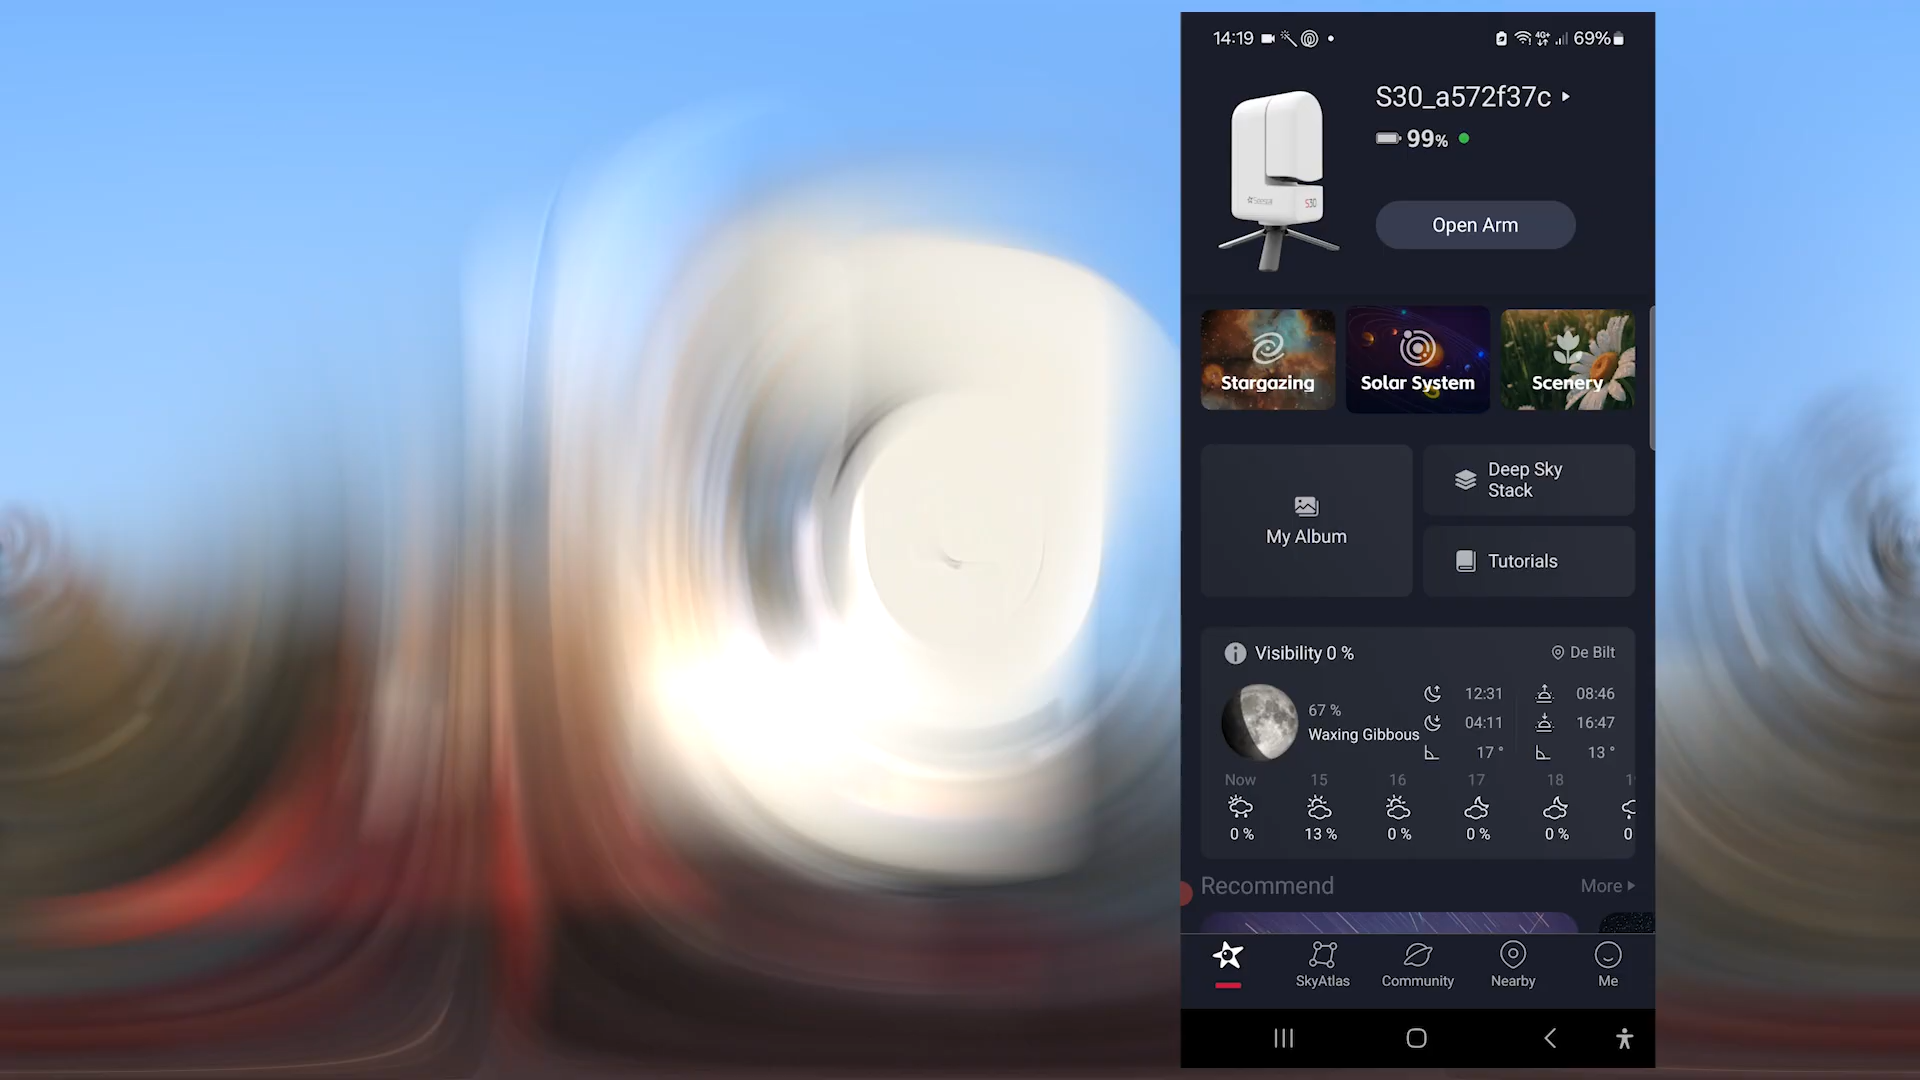 14:19
4G+
69%
S30_a572f37c
99%
S30
Open Arm
Stargazing
Solar System
Scenery
My Album
Deep Sky
Stack
Tutorials
Visibility 0 %
De Bilt
67 %
Waxing Gibbous
12:31
08:46
04:11
16:47
17 °
13 °
Now
15
16
17
18
0 %
13 %
0 %
0 %
0 %
0
Recommend
More
SkyAtlas
Community
Nearby
Me